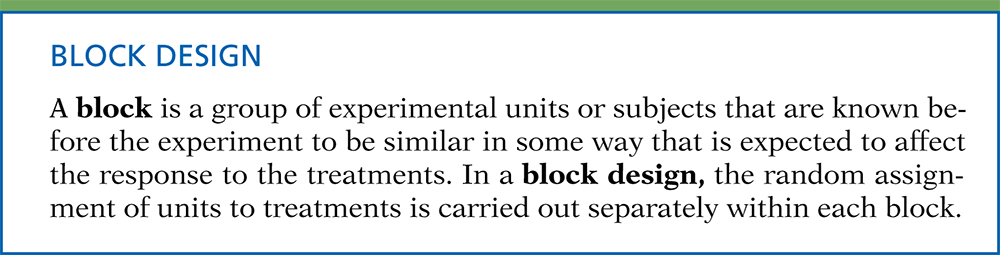 BLOCK DESIGN
A block is a group of experimental units or subjects that are known be-
fore the experiment to be similar in some way that is expected to affect
the response to the treatments. In a block design, the random assign-
ment of units to treatments is carried out separately within each block.